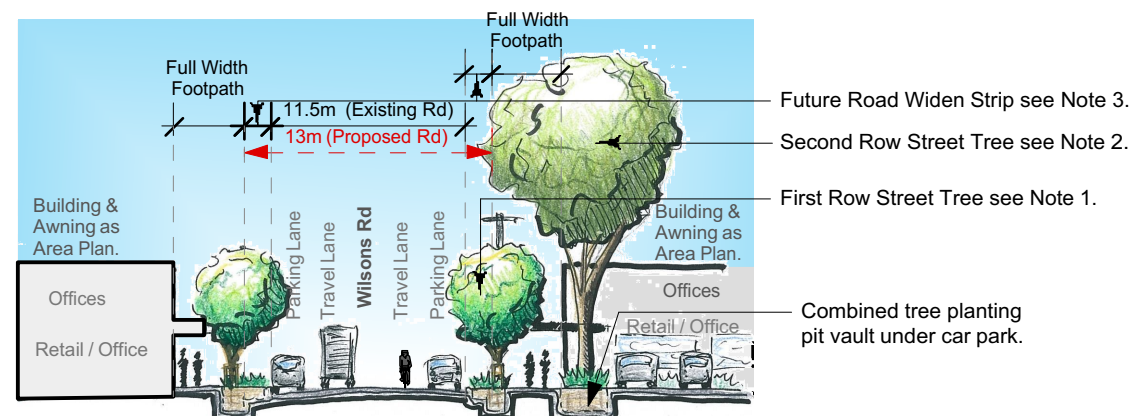 Full Width
Footpath
Full Width
Footpath
11.5m (Existing Rd)
13m (Proposed Rd)
Future Road Widen Strip see Note 3.
Second Row Street Tree see Note 2.
First Row Street Tree see Note 1.
Building &
Awning as
Area Plan.
Building &
Awning as
Area Plan.
Parking Lane
Travel Lane
Wilsons Rd
Travel Lane
Parking Lane
Offices
Retail / Office
Offices
Retail / Office
Combined tree planting
pit vault under car park.